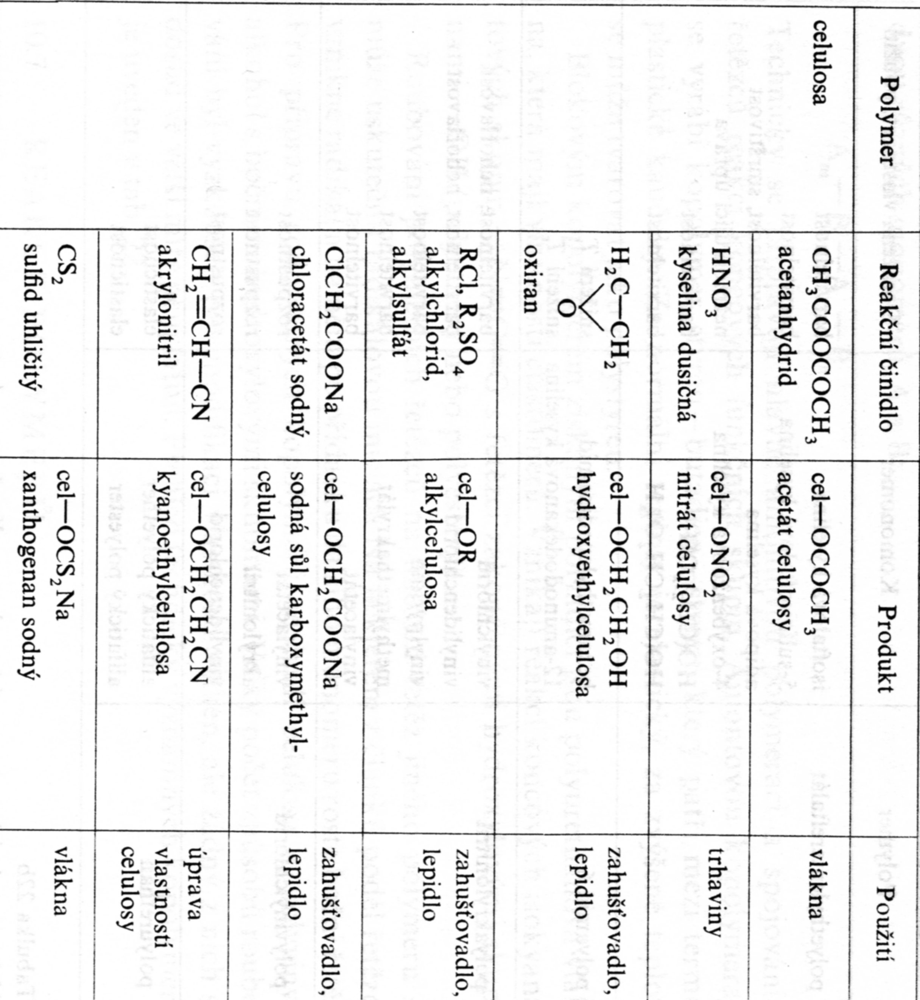 Polymer Reakční činidlo Produkt Použití
celulosa CH₃COOCOCH₃ cel—OCOCH₃ vlákna
acetanhydrid acetát celulosy
HNO₃ cel—ONO₂ trhaviny
kyselina dusičná nitrát celulosy
H₂C—CH₂ cel—OCH₂CH₂OH zahušťovadlo,
O hydroxyethylcelulosa lepidlo
oxiran
RCl, R₂SO₄ cel—OR zahušťovadlo,
alkylchlorid, alkylcelulosa lepidlo
alkylsulfát
ClCH₂COONa cel—OCH₂COONa zahušťovadlo,
chloracetát sodný sodná sůl karboxymethyl- lepidlo
celulosy
CH₂=CH—CN cel—OCH₂CH₂CN úprava
akrylonitril kyanoethylcelulosa vlastností
celulosy
CS₂ cel—OCS₂Na vlákna
sulfid uhličitý xanthogenan sodný